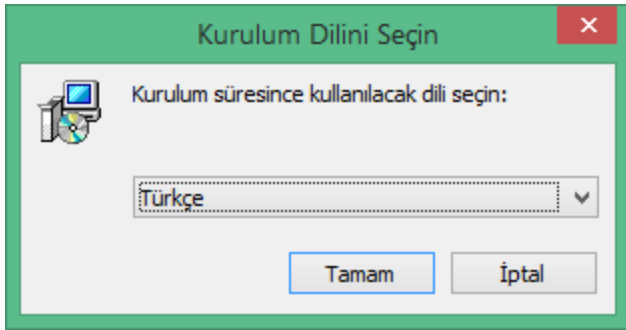 Kurulum Dilini Seçin
Kurulum süresince kullanılacak dili seçin:
Türkçe
Tamam
İptal